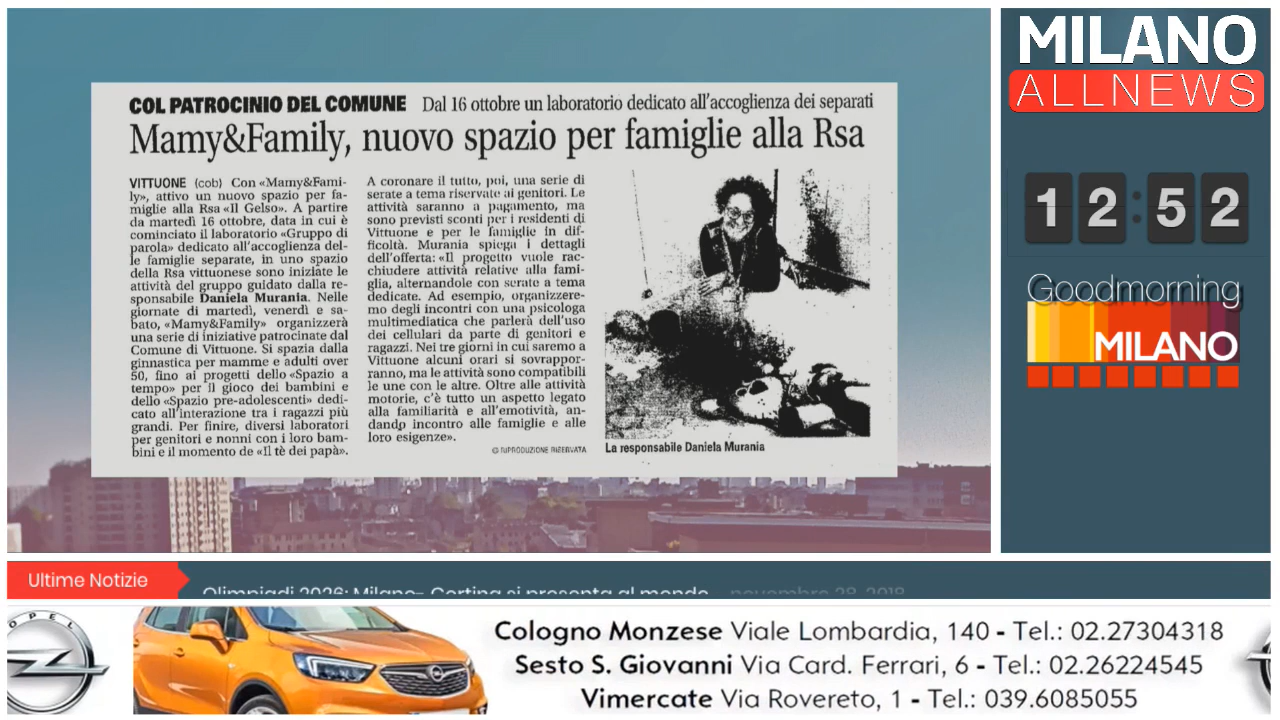 COL PATROCINIO DEL COMUNE Dal 16 ottobre un laboratorio dedicato all'accoglienza dei separati
Mamy&Family, nuovo spazio per famiglie alla Rsa
VITTUONE (cob) Con «Mamy&Fami-
ly», attivo un nuovo spazio per fa-
miglie alla Rsa «Il Gelso». A partire
da martedì 16 ottobre, data in cui è
cominciato il laboratorio «Gruppo di
parola» dedicato all'accoglienza del-
le famiglie separate, in uno spazio
della Rsa vittuonese sono iniziate le
attività del gruppo guidato dalla re-
sponsabile Daniela Murania. Nelle
giornate di martedì, venerdì e sa-
bato, «Mamy&Family» organizzerà
una serie di iniziative patrocinate dal
Comune di Vittuone. Si spazia dalla
ginnastica per mamme e adulti over
50, fino ai progetti dello «Spazio a
tempo» per il gioco dei bambini e
dello «Spazio pre-adolescenti» dedi-
cato all'interazione tra i ragazzi più
grandi. Per finire, diversi laboratori
per genitori e nonni con i loro bam-
bini e il momento de «Il tè dei papà».
A coronare il tutto, poi, una serie di
serate a tema riservate ai genitori. Le
attività saranno a pagamento, ma
sono previsti sconti per i residenti di
Vittuone e per le famiglie in dif-
ficoltà. Murania spiega i dettagli
dell'offerta: «Il progetto vuole rac-
chiudere attività relative alla fami-
glia, alternandole con serate a tema
dedicate. Ad esempio, organizzere-
mo degli incontri con una psicologa
multimediatica che parlerà dell'uso
dei cellulari da parte di genitori e
ragazzi. Nei tre giorni in cui saremo a
Vittuone alcuni orari si sovrappor-
ranno, ma le attività sono compatibili
le une con le altre. Oltre alle attività
motorie, c'è tutto un aspetto legato
alla familiarità e all'emotività, an-
dando incontro alle famiglie e alle
loro esigenze».
© RIPRODUZIONE RISERVATA
La responsabile Daniela Murania
MILANO
ALLNEWS
12:52
Goodmorning
MILANO
Ultime Notizie
Olimpiadi 2026: Milano- Cortina si presenta al mondo novembre 28, 2018
OPEL
Cologno Monzese Viale Lombardia, 140 - Tel.: 02.27304318
Sesto S. Giovanni Via Card. Ferrari, 6 - Tel.: 02.26224545
Vimercate Via Rovereto, 1 - Tel.: 039.6085055